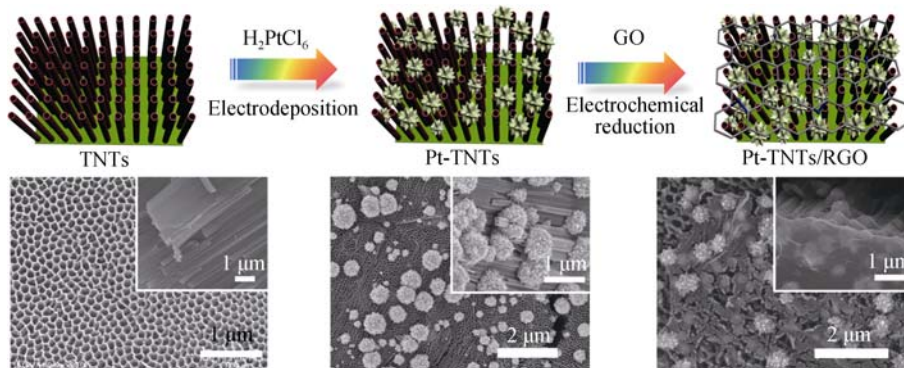 H₂PtCl₆
GO
Electrodeposition
Electrochemical
reduction
TNTs
Pt-TNTs
Pt-TNTs/RGO
1 μm
1 μm
1 μm
1 μm
2 μm
2 μm